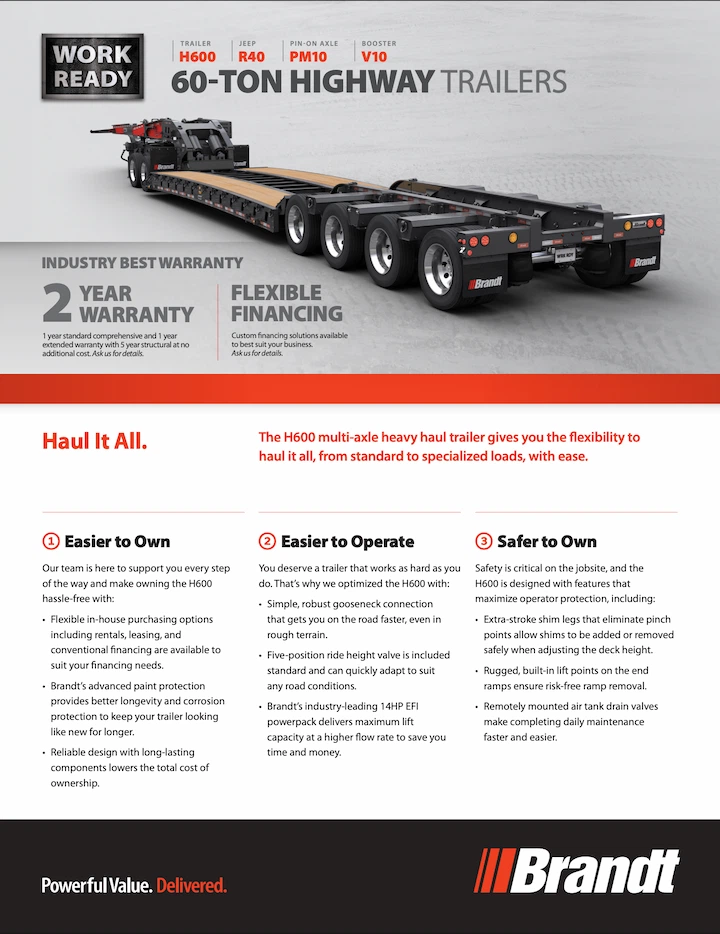 WORK
READY
TRAILER
H600
JEEP
R40
PIN-ON AXLE
PM10
BOOSTER
V10
60-TON HIGHWAY TRAILERS
Brandt
Brandt
Brandt
INDUSTRY BEST WARRANTY
2 YEAR
WARRANTY
1 year standard comprehensive and 1 year
extended warranty with 5 year structural at no
additional cost. Ask us for details.
FLEXIBLE
FINANCING
Custom financing solutions available
to best suit your business.
Ask us for details.
Haul It All.
The H600 multi-axle heavy haul trailer gives you the flexibility to
haul it all, from standard to specialized loads, with ease.
1 Easier to Own
Our team is here to support you every step
of the way and make owning the H600
hassle-free with:
• Flexible in-house purchasing options
including rentals, leasing, and
conventional financing are available to
suit your financing needs.
• Brandt's advanced paint protection
provides better longevity and corrosion
protection to keep your trailer looking
like new for longer.
• Reliable design with long-lasting
components lowers the total cost of
ownership.
2 Easier to Operate
You deserve a trailer that works as hard as you
do. That's why we optimized the H600 with:
• Simple, robust gooseneck connection
that gets you on the road faster, even in
rough terrain.
• Five-position ride height valve is included
standard and can quickly adapt to suit
any road conditions.
• Brandt's industry-leading 14HP EFI
powerpack delivers maximum lift
capacity at a higher flow rate to save you
time and money.
3 Safer to Own
Safety is critical on the jobsite, and the
H600 is designed with features that
maximize operator protection, including:
• Extra-stroke shim legs that eliminate pinch
points allow shims to be added or removed
safely when adjusting the deck height.
• Rugged, built-in lift points on the end
ramps ensure risk-free ramp removal.
• Remotely mounted air tank drain valves
make completing daily maintenance
faster and easier.
Powerful Value. Delivered.
Brandt